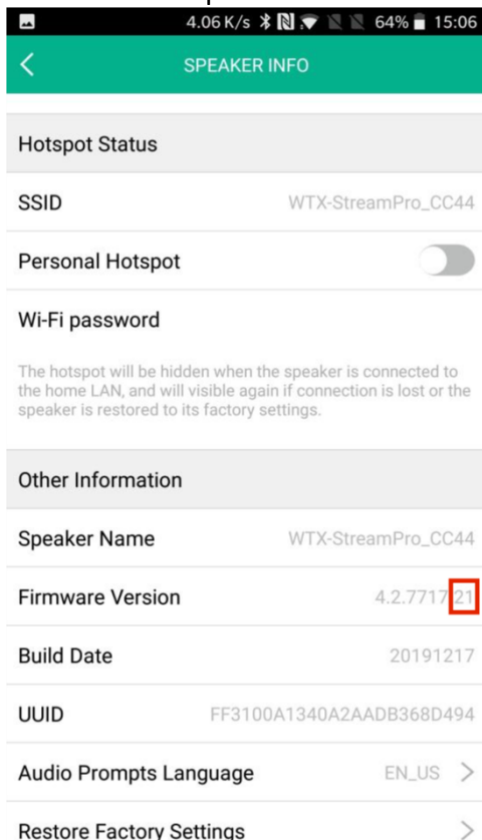 4.06 K/s 64% 15:06
SPEAKER INFO
Hotspot Status
SSID WTX-StreamPro_CC44
Personal Hotspot
Wi-Fi password
The hotspot will be hidden when the speaker is connected to
the home LAN, and will visible again if connection is lost or the
speaker is restored to its factory settings.
Other Information
Speaker Name WTX-StreamPro_CC44
Firmware Version 4.2.7717.21
Build Date 20191217
UUID FF3100A1340A2AADB368D494
Audio Prompts Language EN_US
Restore Factory Settings